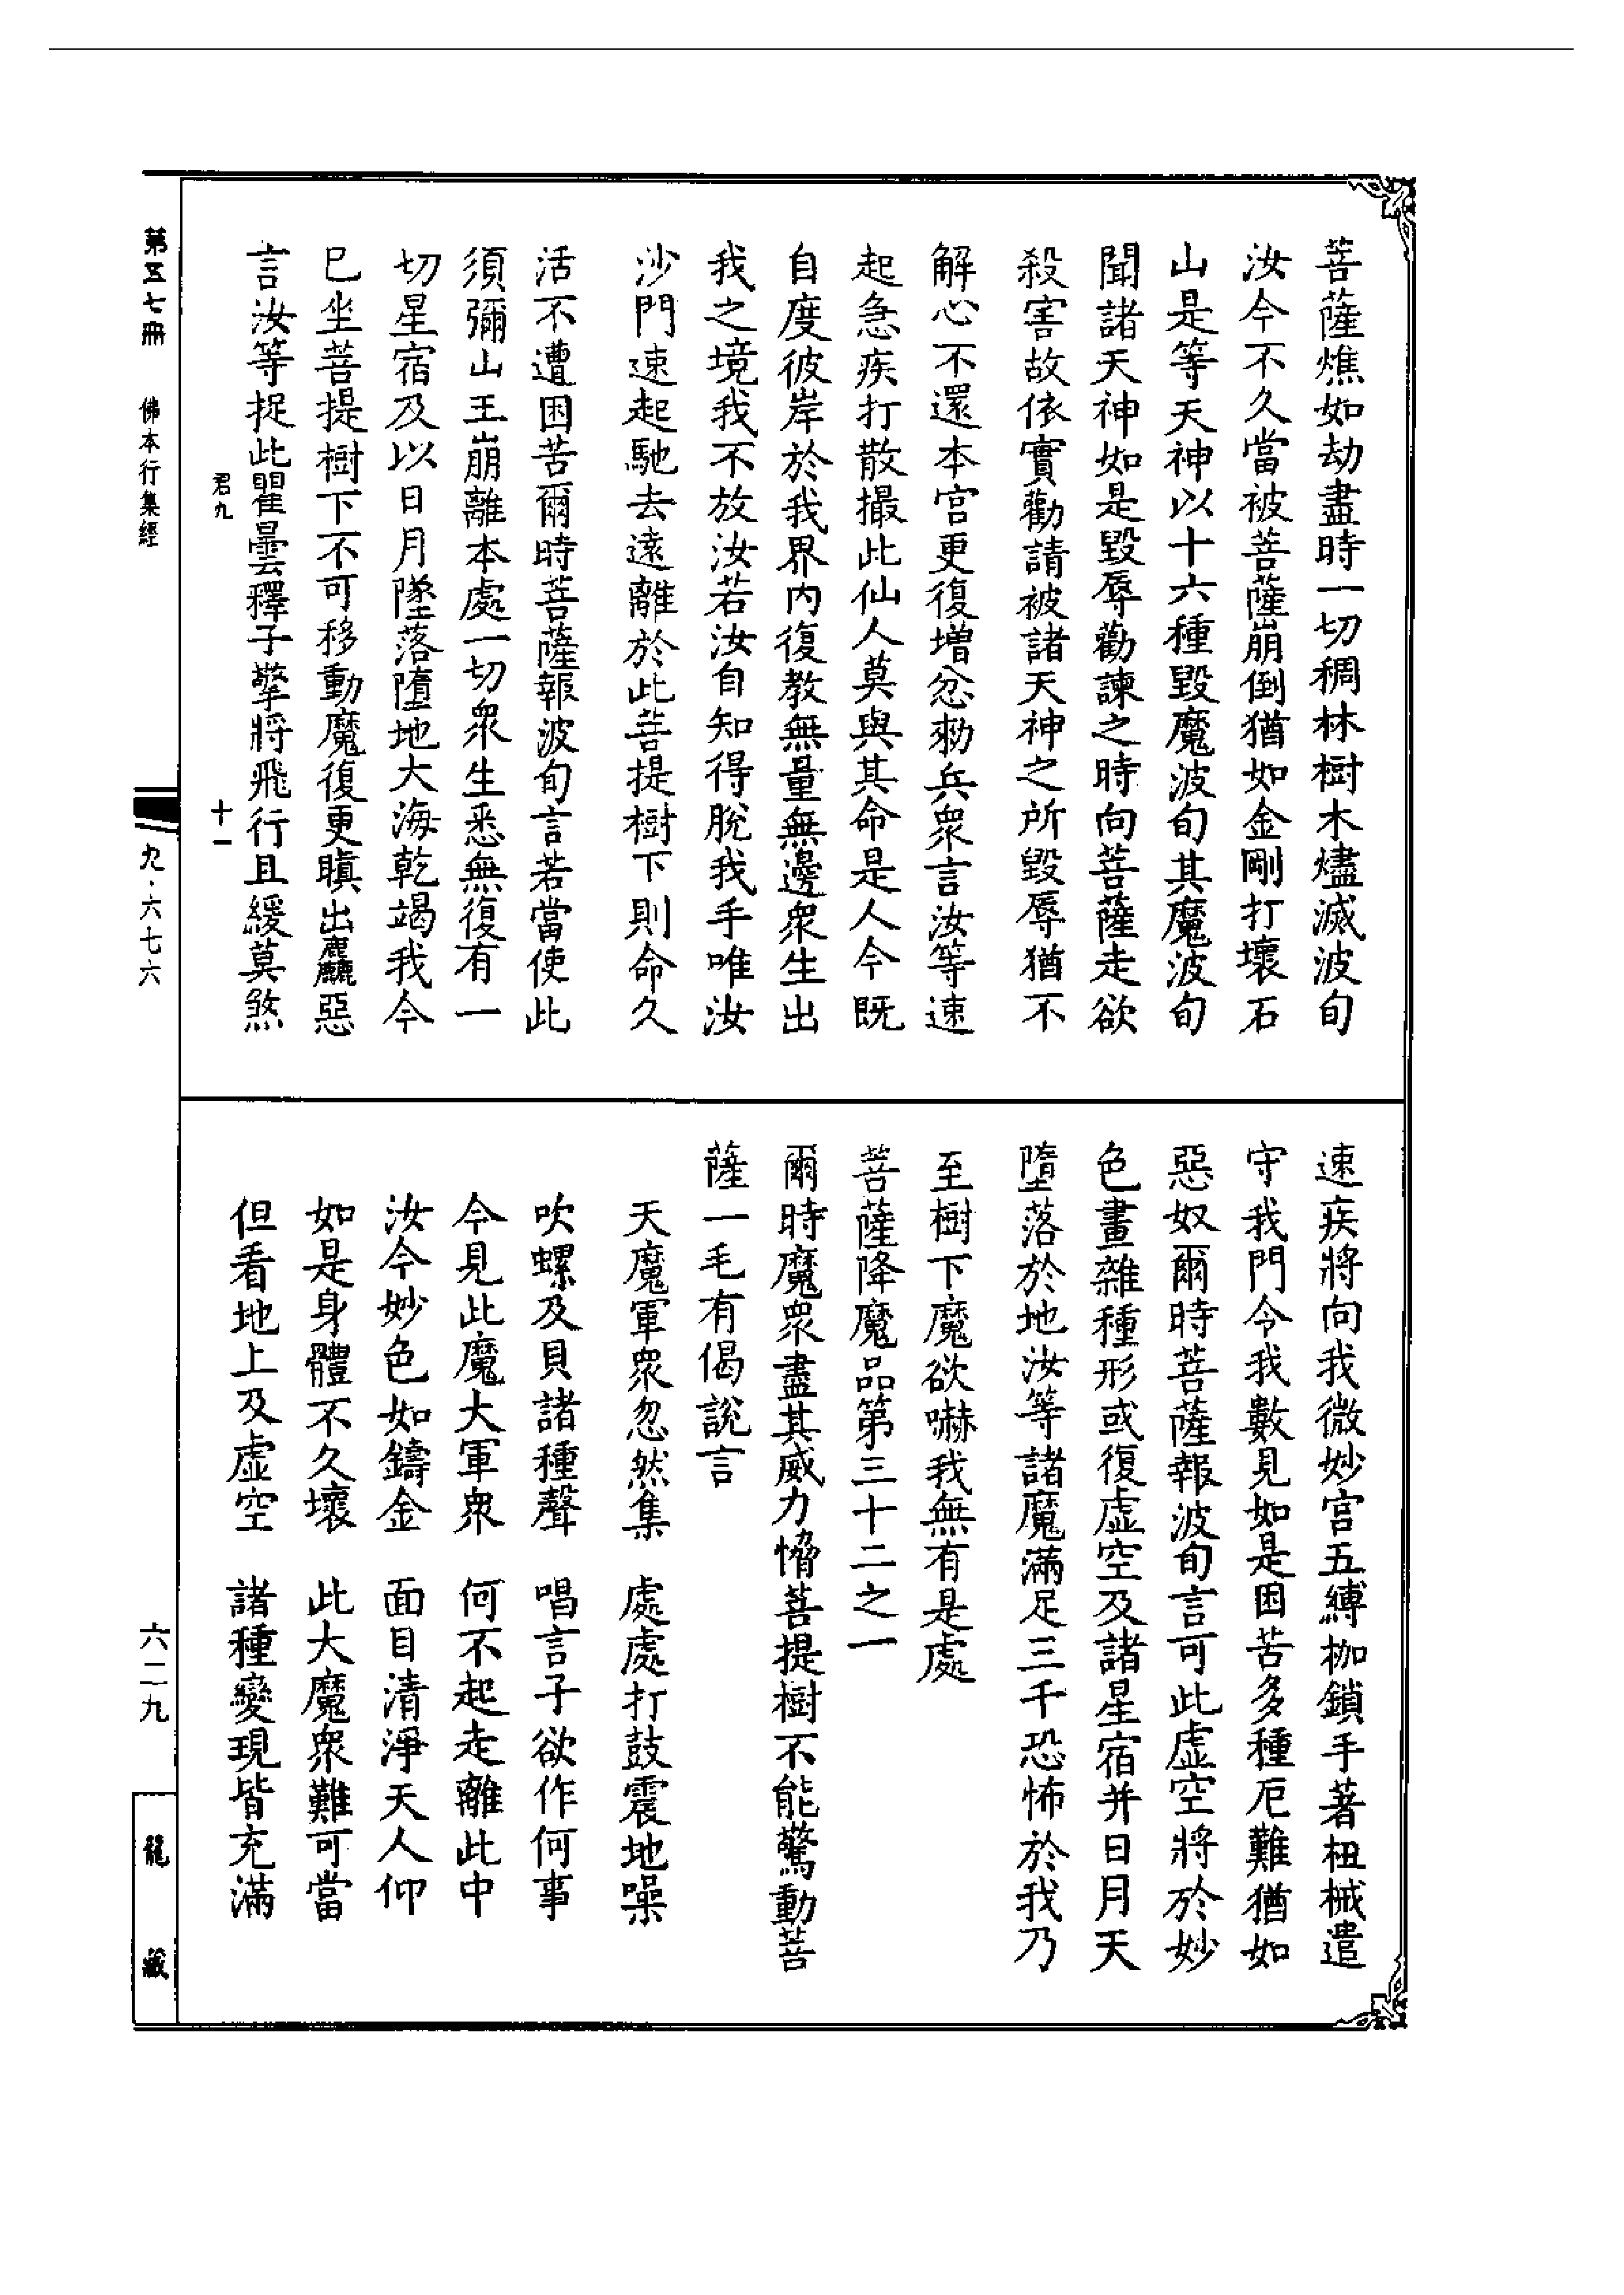 菩薩燋如劫盡時一切稠林樹木燼滅波旬
汝今不久當被菩薩崩倒猶如金剛打壞石
山是等天神以十六種毀魔波旬其魔波旬
聞諸天神如是毀辱勸諫之時向菩薩走欲
殺害故依實勸請被諸天神之所毀辱猶不
解心不還本宮更復增忿勑兵眾言汝等速
起急疾打散撮此仙人莫與其命是人今既
自度彼岸於我界內復教無量無邊眾生出
我之境我不放汝若汝自知得脫我手唯汝
沙門速起馳去遠離於此菩提樹下則命久
活不遭困苦爾時菩薩報波旬言若當使此
須彌山王崩離本處一切眾生悉無復有一
切星宿及以日月墜落墮地大海乾竭我今
已坐菩提樹下不可移動魔復更瞋出麤惡
言汝等捉此瞿曇釋子擎將飛行且緩莫煞
君九
十一
速疾將向我微妙宮五縛枷鎖手著杻械遣
守我門令我數見如是困苦多種厄難猶如
惡奴爾時菩薩報波旬言可此虛空將於妙
色畫雜種形或復虛空及諸星宿并日月天
墮落於地汝等諸魔滿足三千恐怖於我乃
至樹下魔欲嚇我無有是處
菩薩降魔品第三十二之一
爾時魔眾盡其威力愶菩提樹不能驚動菩
薩一毛有偈說言
天魔軍眾忽然集　處處打鼓震地噪
吹螺及貝諸種聲　唱言子欲作何事
今見此魔大軍眾　何不起走離此中
汝今妙色如鑄金　面目清淨天人仰
如是身體不久壞　此大魔眾難可當
但看地上及虛空　諸種變現皆充滿
第五七冊　佛本行集經
九·六七六
六二九
龍藏